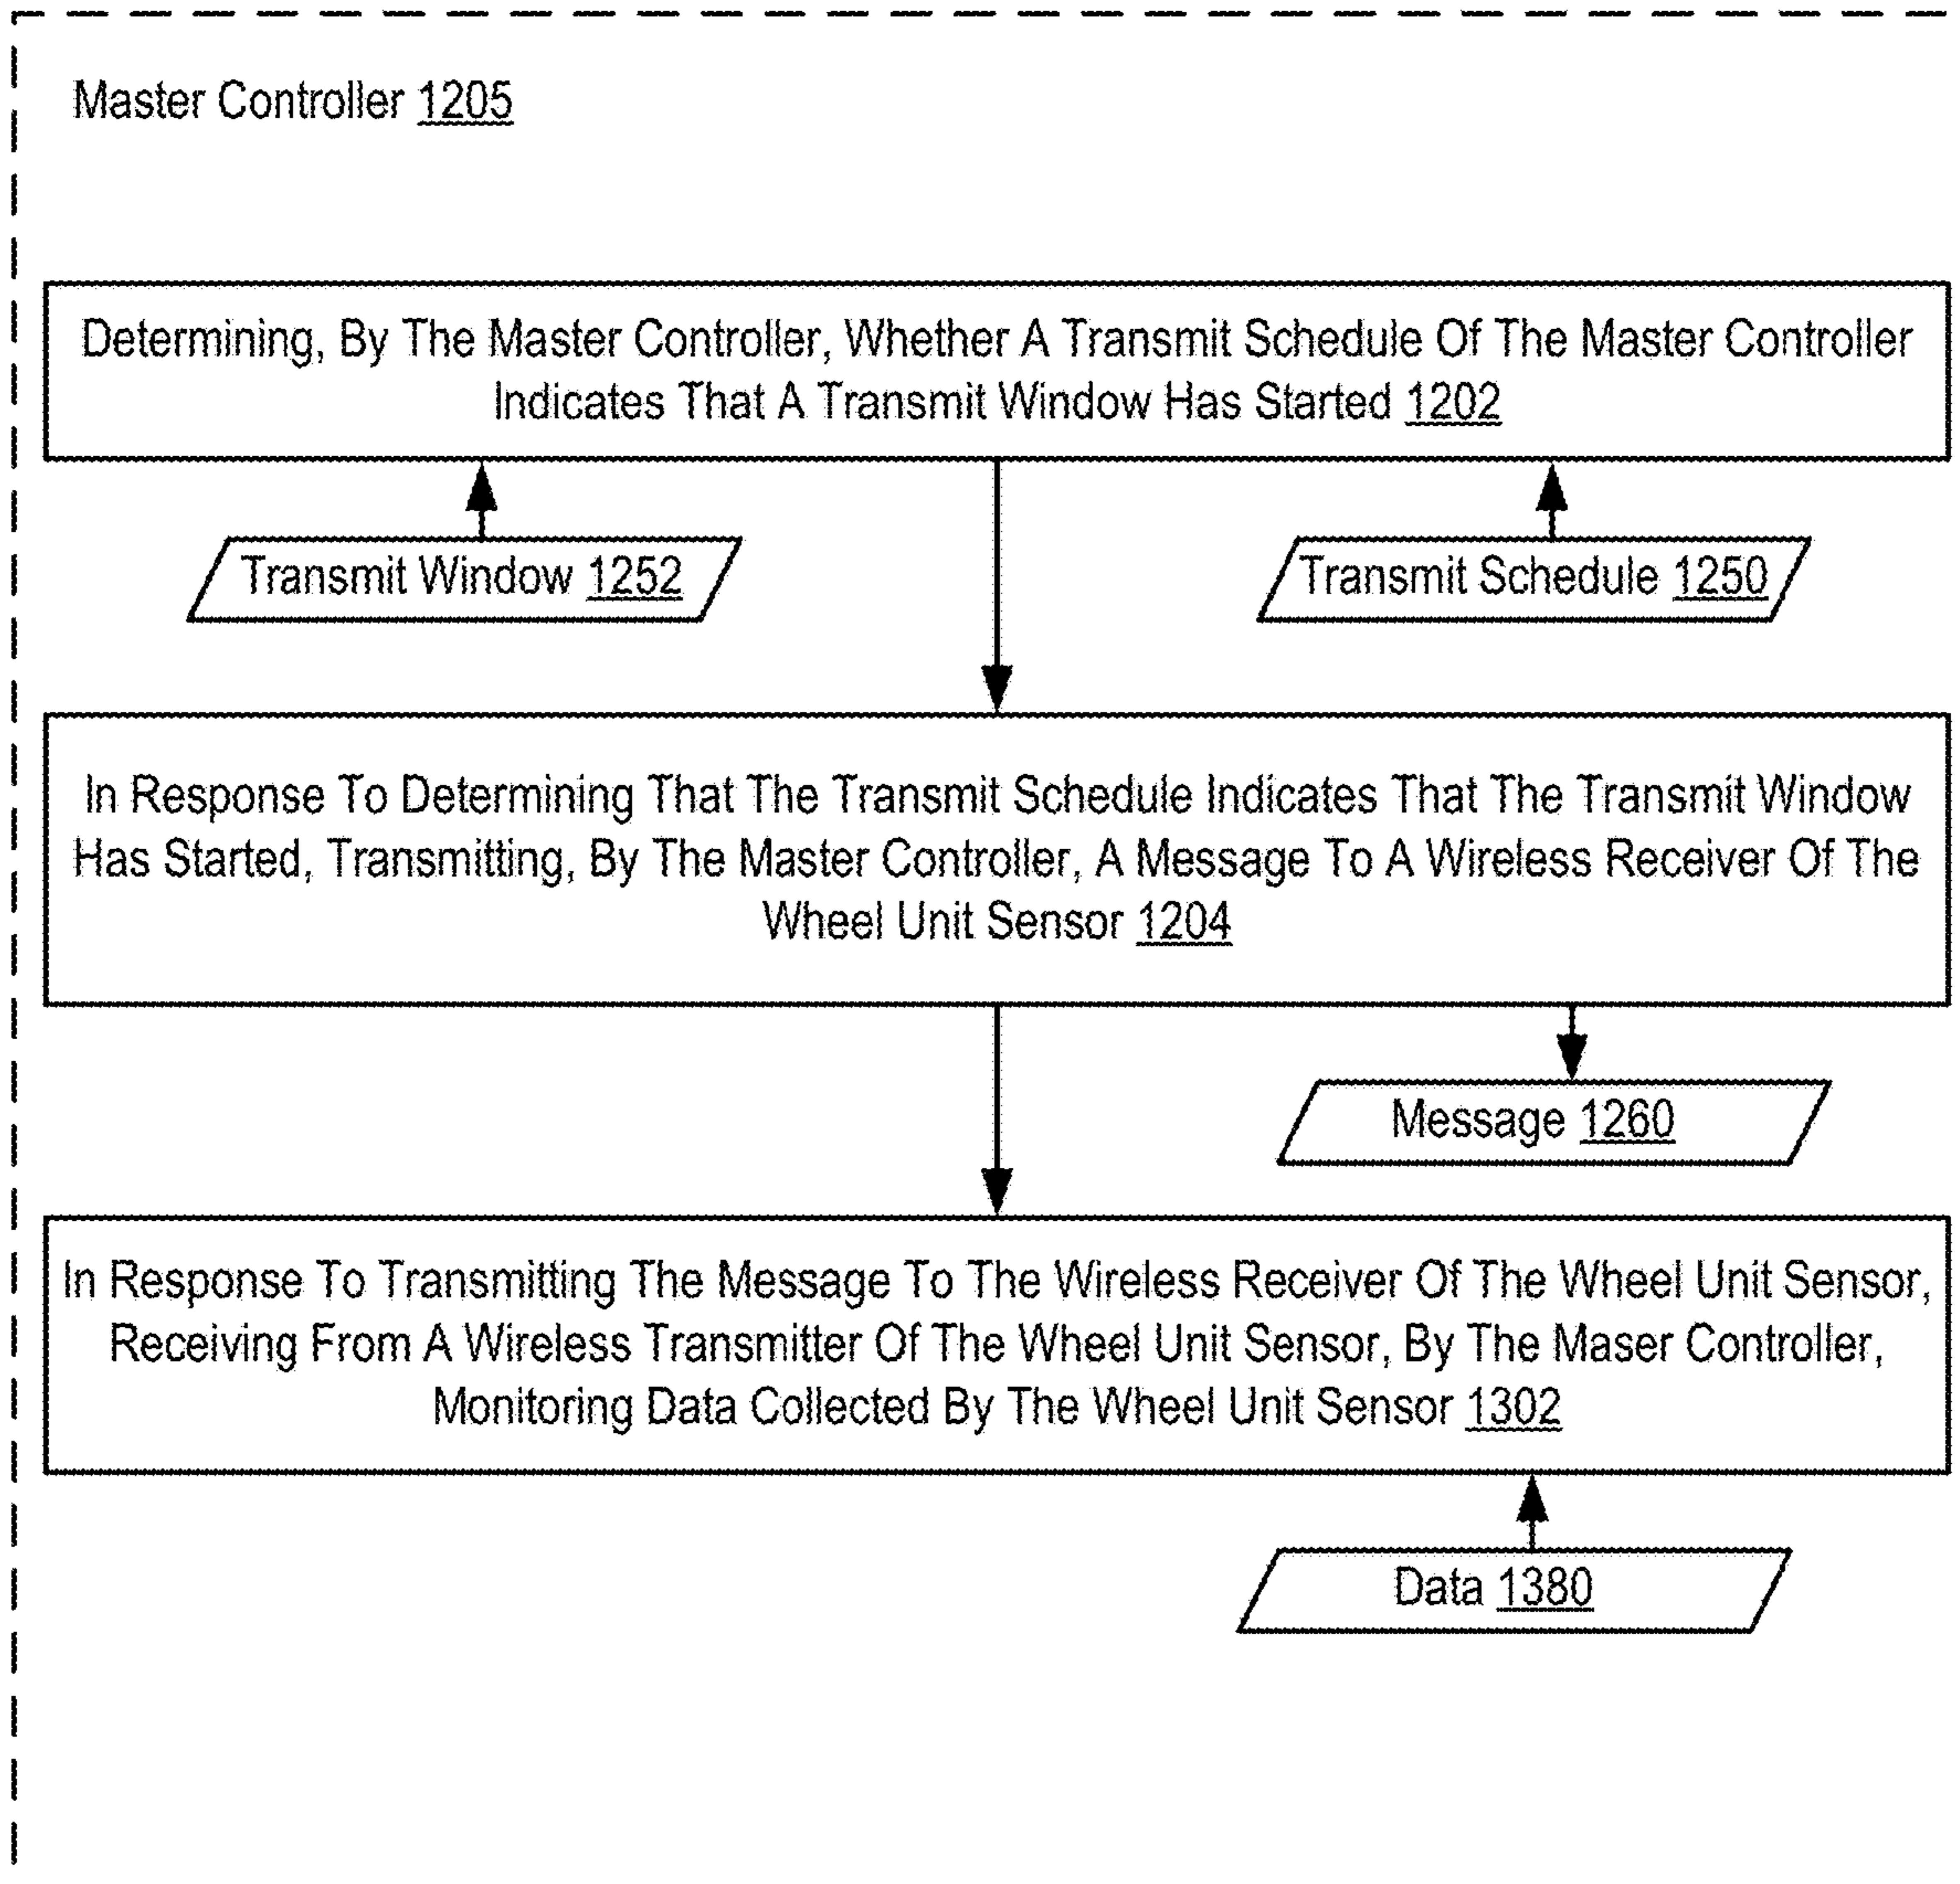 Master Controller 1205
Determining, By The Master Controller, Whether A Transmit Schedule Of The Master Controller
Indicates That A Transmit Window Has Started 1202
Transmit Window 1252
Transmit Schedule 1250
In Response To Determining That The Transmit Schedule Indicates That The Transmit Window
Has Started, Transmitting, By The Master Controller, A Message To A Wireless Receiver Of The
Wheel Unit Sensor 1204
Message 1260
In Response To Transmitting The Message To The Wireless Receiver Of The Wheel Unit Sensor,
Receiving From A Wireless Transmitter Of The Wheel Unit Sensor, By The Maser Controller,
Monitoring Data Collected By The Wheel Unit Sensor 1302
Data 1380